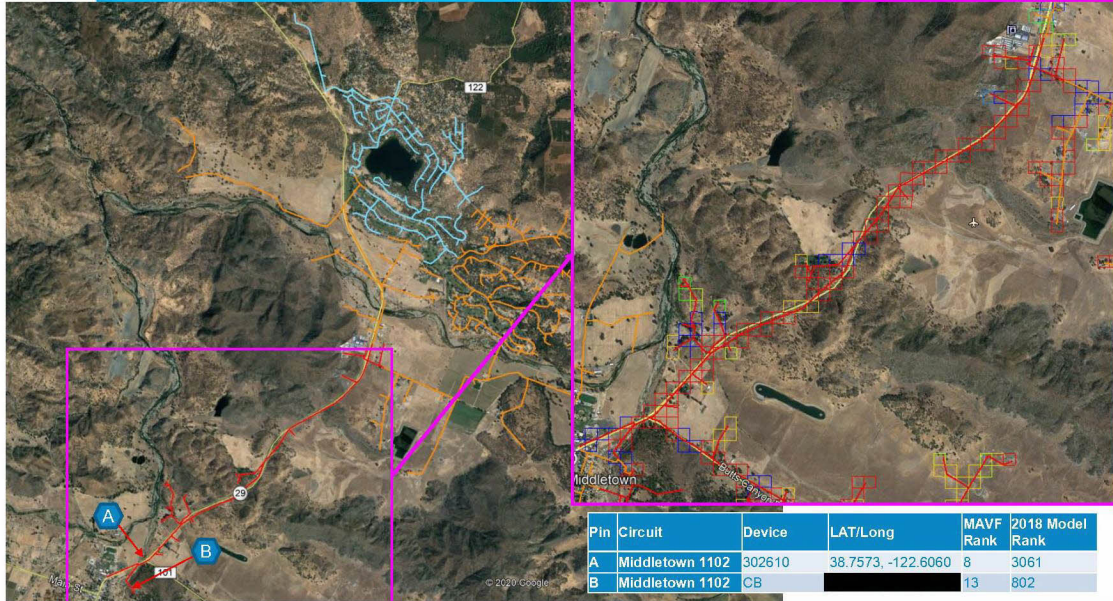 122
29
A
B
101
Main St
© 2020 Google
Middletown
Butts Canyon
Pin Circuit Device LAT/Long MAVF Rank 2018 Model Rank
A Middletown 1102 302610 38.7573, -122.6060 8 3061
B Middletown 1102 CB 13 802